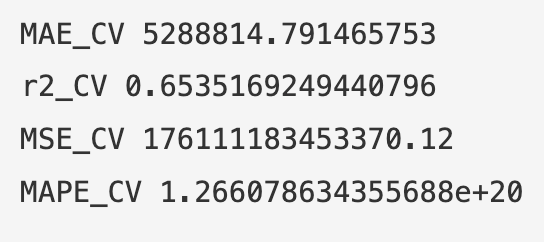 MAE_CV 5288814.791465753
r2_CV 0.6535169249440796
MSE_CV 176111183453370.12
MAPE_CV 1.266078634355688e+20